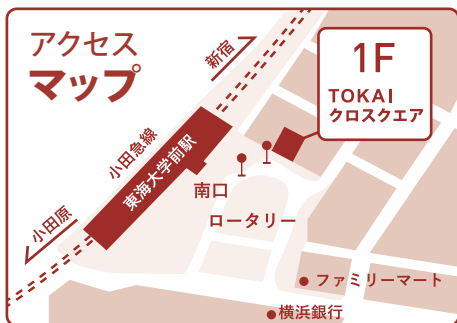 アクセス
マップ
新宿
1F
TOKAI
クロスクエア
小田急線
東海大学前駅
南口
ロータリー
小田原
ファミリーマート
横浜銀行